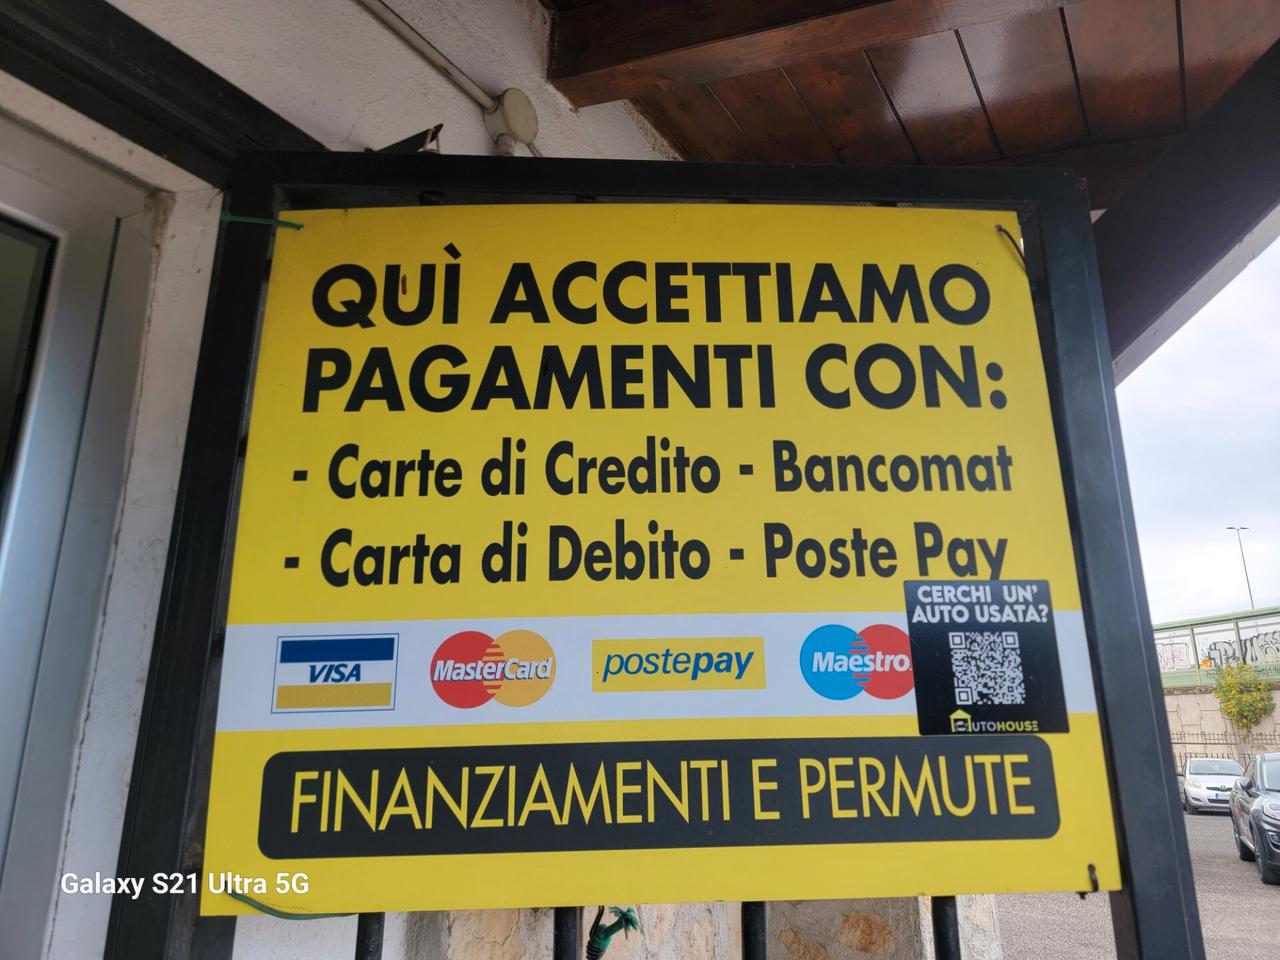 QUÌ ACCETTIAMO
PAGAMENTI CON:
- Carte di Credito - Bancomat
- Carta di Debito - Poste Pay
CERCHI UN'
AUTO USATA?
VISA
MasterCard
postepay
Maestro
AUTOHOUSE
FINANZIAMENTI E PERMUTE
Galaxy S21 Ultra 5G